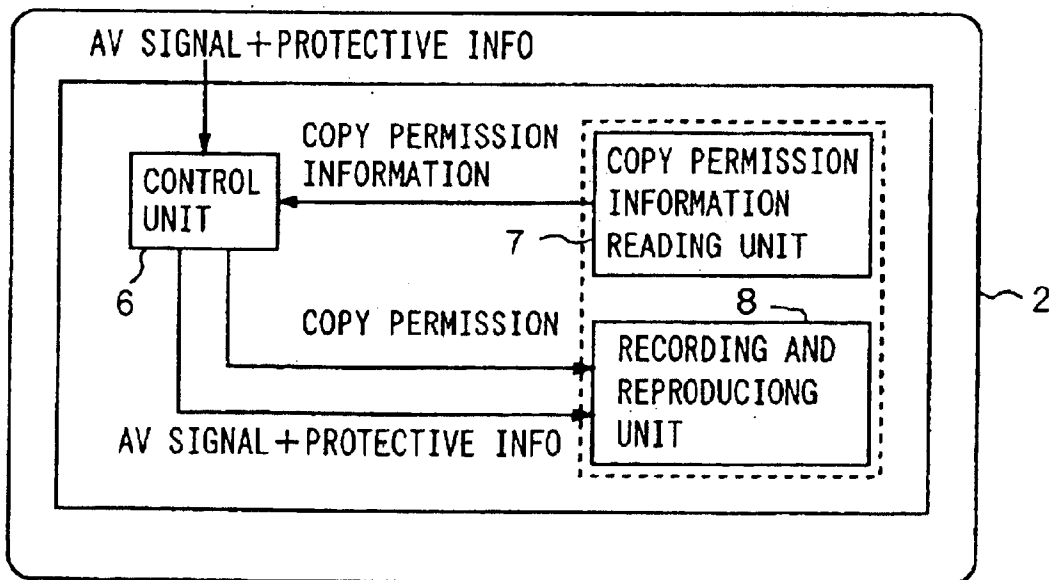 AV SIGNAL+PROTECTIVE INFO
COPY PERMISSION
INFORMATION
CONTROL
UNIT
6
COPY PERMISSION
INFORMATION
READING UNIT
7
2
COPY PERMISSION
8
RECORDING AND
REPRODUCIONG
UNIT
AV SIGNAL+PROTECTIVE INFO